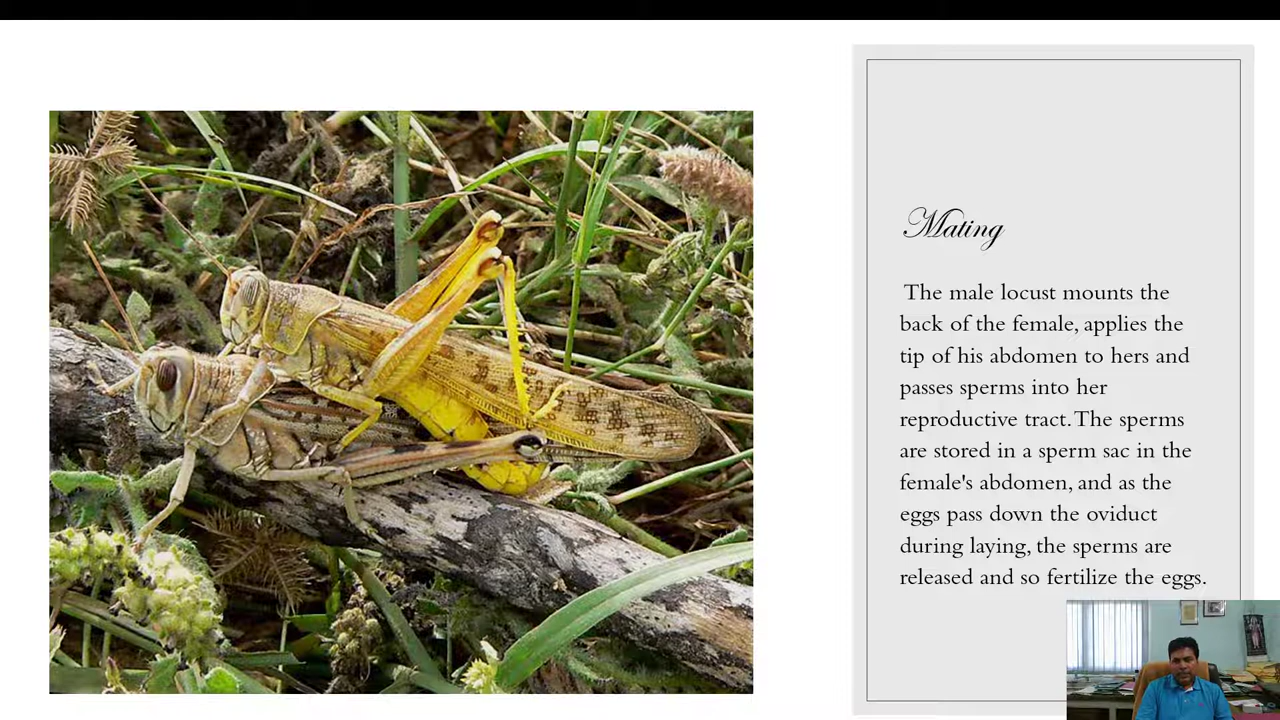 Mating
The male locust mounts the
back of the female, applies the
tip of his abdomen to hers and
passes sperms into her
reproductive tract. The sperms
are stored in a sperm sac in the
female's abdomen, and as the
eggs pass down the oviduct
during laying, the sperms are
released and so fertilize the eggs.